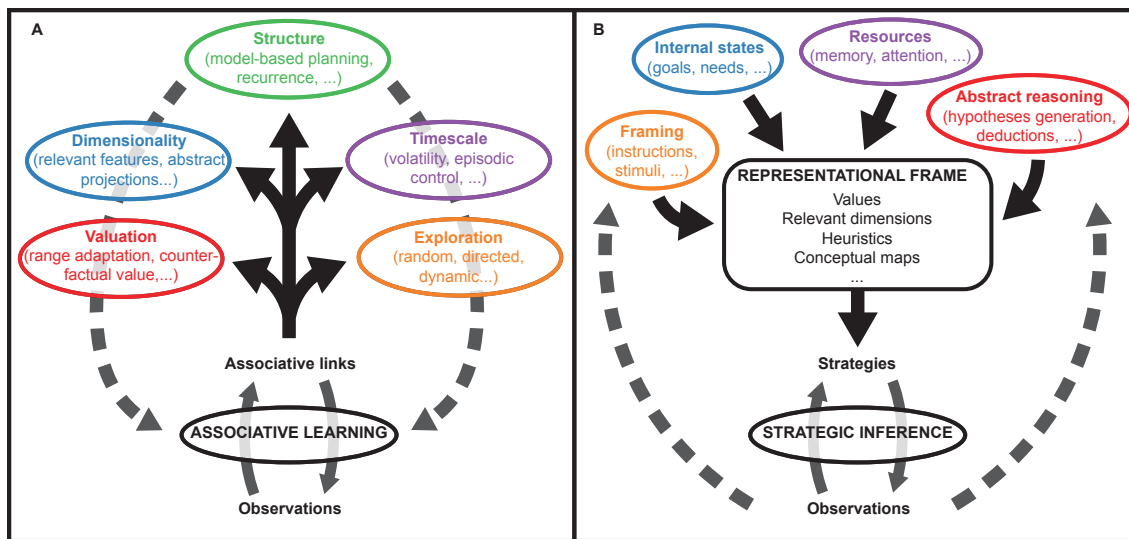 A
Structure
(model-based planning,
recurrence, ...)
Dimensionality
(relevant features, abstract
projections...)
Timescale
(volatility, episodic
control, ...)
Valuation
(range adaptation, counter-
factual value,...)
Exploration
(random, directed,
dynamic...)
Associative links
ASSOCIATIVE LEARNING
Observations
B
Internal states
(goals, needs, ...)
Resources
(memory, attention, ...)
Abstract reasoning
(hypotheses generation,
deductions, ...)
Framing
(instructions,
stimuli, ...)
REPRESENTATIONAL FRAME
Values
Relevant dimensions
Heuristics
Conceptual maps
...
Strategies
STRATEGIC INFERENCE
Observations